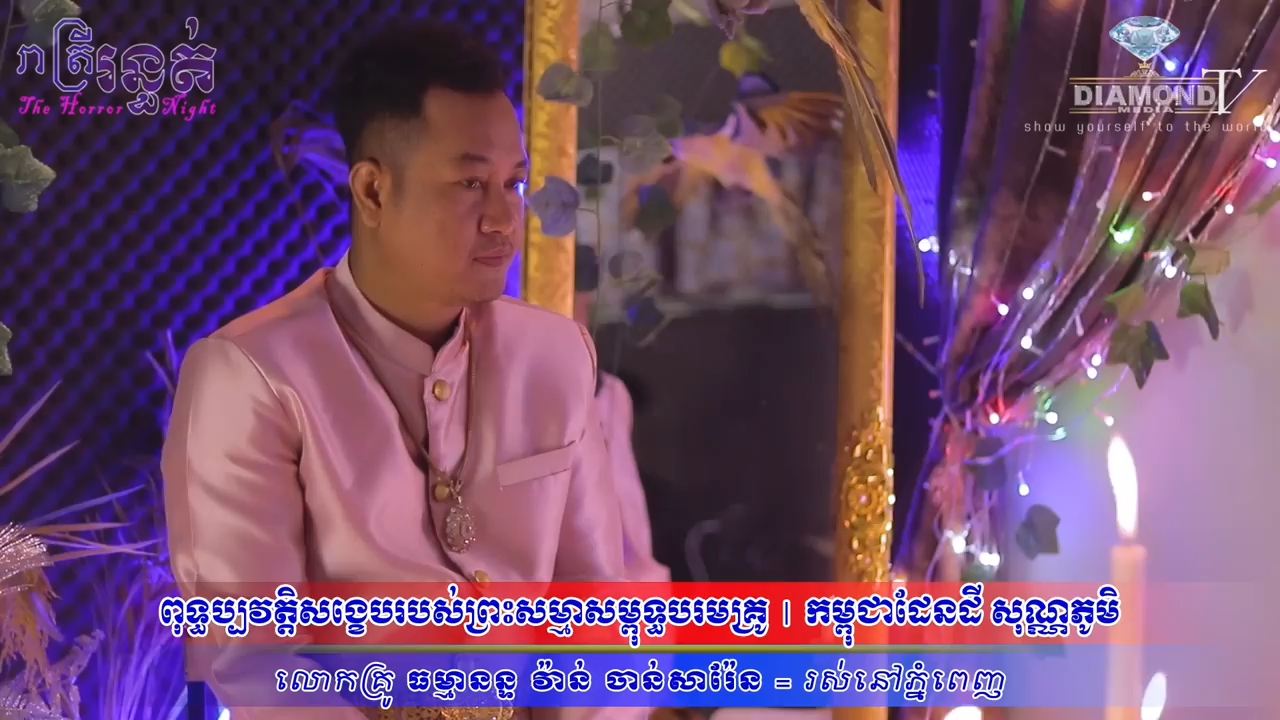 រាត្រីរន្ធត់
The Horror Night
DIAMOND TV
MEDIA
show yourself to the world
ពុទ្ធប្បវត្តិសង្ខេបរបស់ព្រះសម្មាសម្ពុទ្ធបរមគ្រូ | កម្ពុជាដែនដី សុណ្ណភូមិ
លោកគ្រូ ធម្មានន្ទ វ៉ាន់ ចាន់សារ៉ែន = រស់នៅភ្នំពេញ